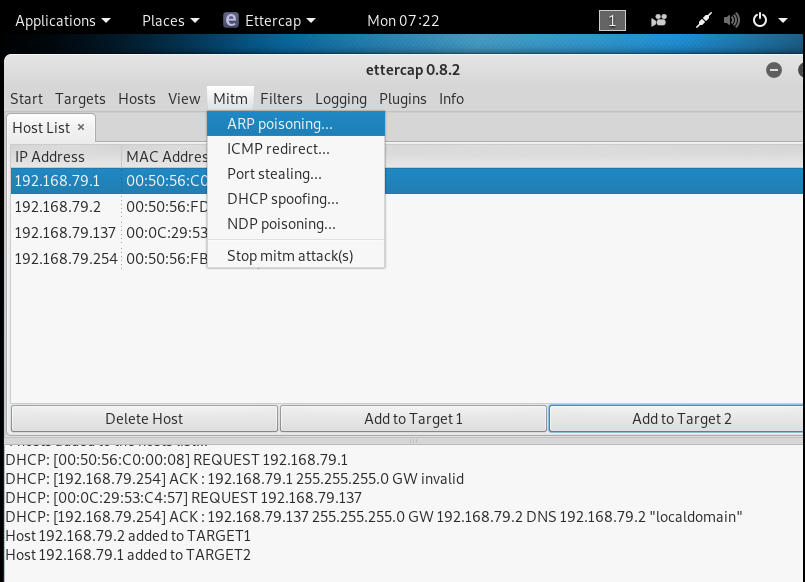 Applications Places Ettercap Mon 07:22 1
ettercap 0.8.2
Start Targets Hosts View Mitm Filters Logging Plugins Info
Host List ×
IP Address MAC Addres
ARP poisoning...
ICMP redirect...
Port stealing...
DHCP spoofing...
NDP poisoning...
Stop mitm attack(s)
192.168.79.1 00:50:56:C0
192.168.79.2 00:50:56:FD
192.168.79.137 00:0C:29:53
192.168.79.254 00:50:56:FB
Delete Host Add to Target 1 Add to Target 2
hosts added to the hosts list...
DHCP: [00:50:56:C0:00:08] REQUEST 192.168.79.1
DHCP: [192.168.79.254] ACK : 192.168.79.1 255.255.255.0 GW invalid
DHCP: [00:0C:29:53:C4:57] REQUEST 192.168.79.137
DHCP: [192.168.79.254] ACK : 192.168.79.137 255.255.255.0 GW 192.168.79.2 DNS 192.168.79.2 "localdomain"
Host 192.168.79.2 added to TARGET1
Host 192.168.79.1 added to TARGET2